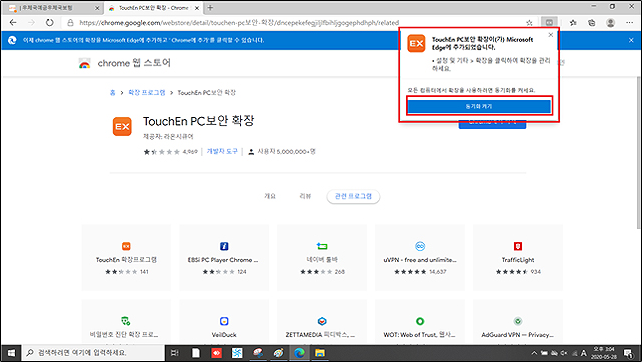 우체국예금우체국보험
TouchEn PC보안 확장 - Chrome
https://chrome.google.com/webstore/detail/touchen-pc보안-확장/dncepekefegjiljlfbihljgogephdhph/related
이제 chrome 웹 스토어의 확장을 Microsoft Edge에 추가하고 ' Chrome에 추가'를 클릭할 수 있습니다.
TouchEn PC보안 확장이(가) Microsoft
Edge에 추가되었습니다.
• 설정 및 기타 > 확장을 클릭하여 확장을 관리
하세요.
모든 컴퓨터에서 확장을 사용하려면 동기화를 켜세요.
동기화 켜기
chrome 웹 스토어
홈 > 확장 프로그램 > TouchEn PC보안 확장
EX
TouchEn PC보안 확장
제공자: 라온시큐어
4,969 | 개발자 도구 | 사용자 5,000,000+명
개요 리뷰 관련 프로그램
TouchEn 확장프로그램 EBSi PC Player Chrome ... 네이버 툴바 uVPN - free and unlimite... TrafficLight
141 124 268 14,637 934
비밀번호 진단 확장 프로... VeilDuck ZETTAMEDIA 피디박스, ... WOT: Web of Trust, 웹사... AdGuard VPN — Privacy...
검색하려면 여기에 입력하세요.
A 오후 3:04
2020-05-28